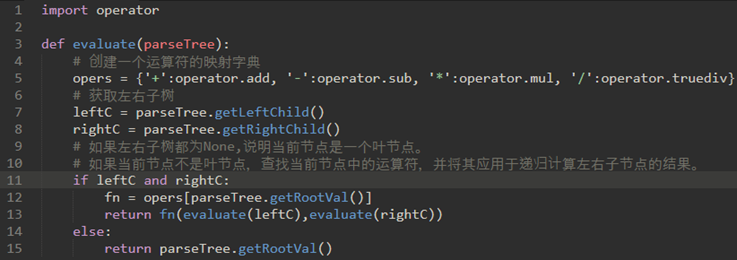 1 import operator
2
3 def evaluate(parseTree):
4     # 创建一个运算符的映射字典
5     opers = {'+':operator.add, '-':operator.sub, '*':operator.mul, '/':operator.truediv}
6     # 获取左右子树
7     leftC = parseTree.getLeftChild()
8     rightC = parseTree.getRightChild()
9     # 如果左右子树都为None,说明当前节点是一个叶节点。
10     # 如果当前节点不是叶节点，查找当前节点中的运算符，并将其应用于递归计算左右子节点的结果。
11     if leftC and rightC:
12         fn = opers[parseTree.getRootVal()]
13         return fn(evaluate(leftC),evaluate(rightC))
14     else:
15         return parseTree.getRootVal()